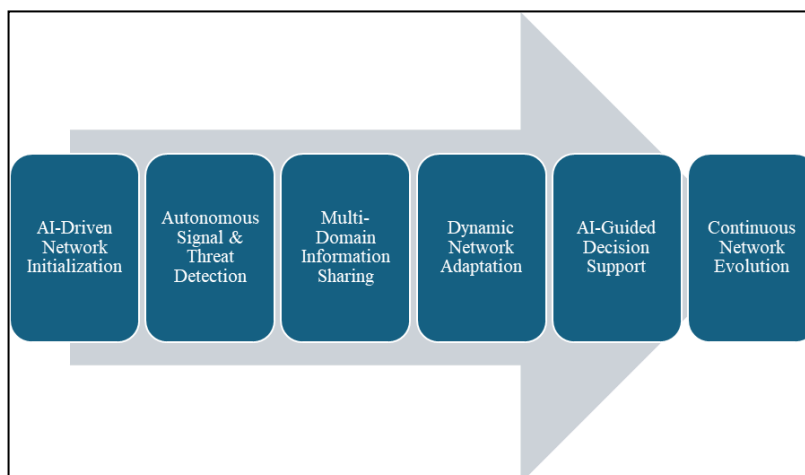 AI-Driven
Network
Initialization
Autonomous
Signal &
Threat
Detection
Multi-
Domain
Information
Sharing
Dynamic
Network
Adaptation
AI-Guided
Decision
Support
Continuous
Network
Evolution